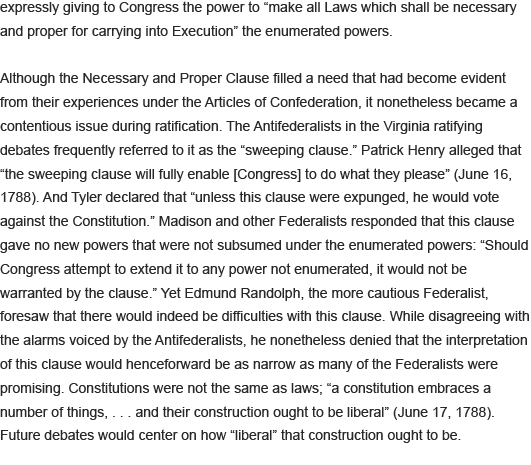 expressly giving to Congress the power to “make all Laws which shall be necessary
and proper for carrying into Execution” the enumerated powers.
Although the Necessary and Proper Clause filled a need that had become evident
from their experiences under the Articles of Confederation, it nonetheless became a
contentious issue during ratification. The Antifederalists in the Virginia ratifying
debates frequently referred to it as the “sweeping clause.” Patrick Henry alleged that
“the sweeping clause will fully enable [Congress] to do what they please” (June 16,
1788). And Tyler declared that “unless this clause were expunged, he would vote
against the Constitution.” Madison and other Federalists responded that this clause
gave no new powers that were not subsumed under the enumerated powers: “Should
Congress attempt to extend it to any power not enumerated, it would not be
warranted by the clause.” Yet Edmund Randolph, the more cautious Federalist,
foresaw that there would indeed be difficulties with this clause. While disagreeing with
the alarms voiced by the Antifederalists, he nonetheless denied that the interpretation
of this clause would henceforward be as narrow as many of the Federalists were
promising. Constitutions were not the same as laws; “a constitution embraces a
number of things, . . . and their construction ought to be liberal” (June 17, 1788).
Future debates would center on how “liberal” that construction ought to be.